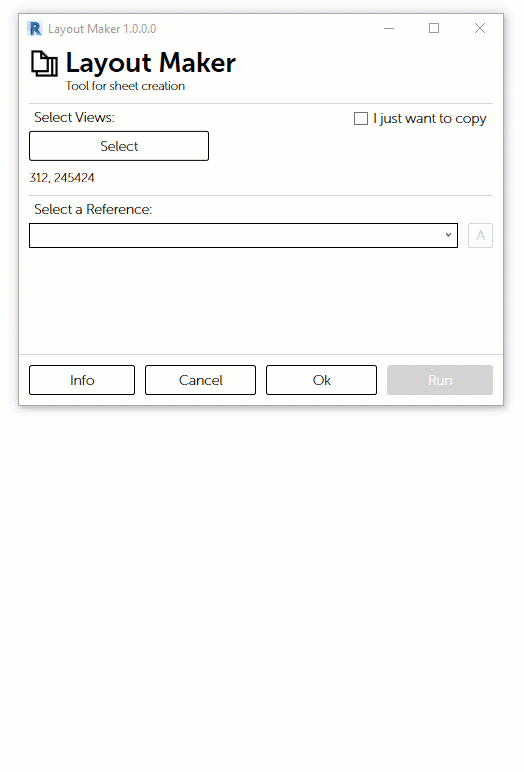 Layout Maker 1.0.0.0
Layout Maker
Tool for sheet creation
Select Views:
I just want to copy
Select
312, 245424
Select a Reference:
A
Info
Cancel
Ok
Run